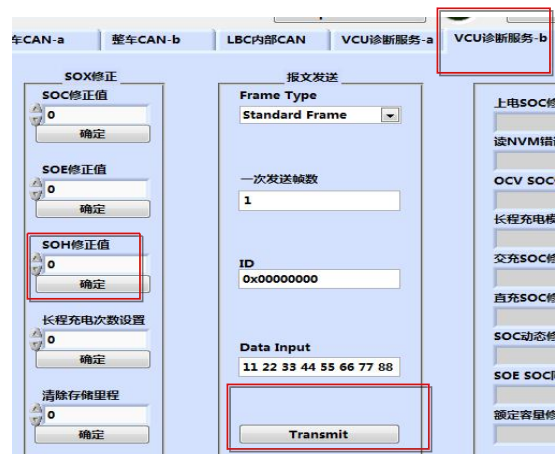 车CAN-a
整车CAN-b
LBC内部CAN
VCU诊断服务-a
VCU诊断服务-b
SOX修正
SOC修正值
0
确定
SOE修正值
0
确定
SOH修正值
0
确定
长程充电次数设置
0
确定
清除存储里程
0
确定
报文发送
Frame Type
Standard Frame
一次发送帧数
1
ID
0x00000000
Data Input
11 22 33 44 55 66 77 88
Transmit
上电SOC修
读NVM错
OCV SOC
长程充电模
交充SOC修
直充SOC修
SOC动态修
SOE SOC
额定容量修